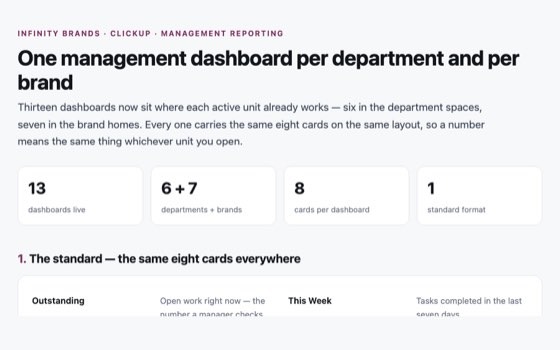 INFINITY BRANDS · CLICKUP · MANAGEMENT REPORTING
One management dashboard per department and per
brand
Thirteen dashboards now sit where each active unit already works — six in the department spaces,
seven in the brand homes. Every one carries the same eight cards on the same layout, so a number
means the same thing whichever unit you open.
13
dashboards live
6 + 7
departments + brands
8
cards per dashboard
1
standard format
1. The standard — the same eight cards everywhere
Outstanding
Open work right now — the
number a manager checks
This Week
Tasks completed in the last
seven days